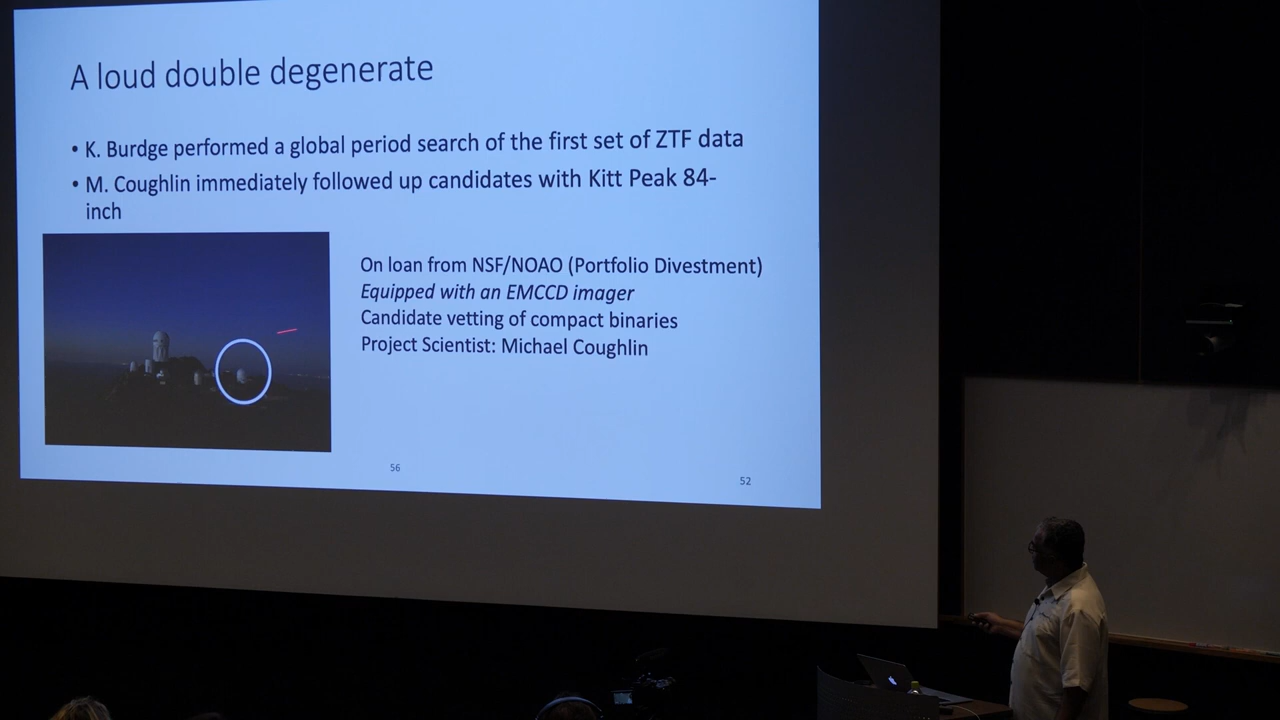 A loud double degenerate
• K. Burdge performed a global period search of the first set of ZTF data
• M. Coughlin immediately followed up candidates with Kitt Peak 84-
inch
On loan from NSF/NOAO (Portfolio Divestment)
Equipped with an EMCCD imager
Candidate vetting of compact binaries
Project Scientist: Michael Coughlin
56
52